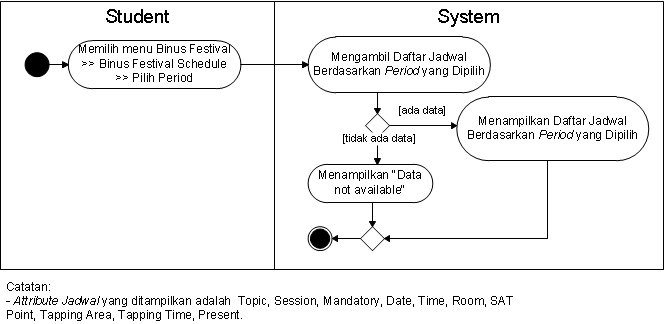 Student
System
Memilih menu Binus Festival
>> Binus Festival Schedule
>> Pilih Period
Mengambil Daftar Jadwal
Berdasarkan Period yang Dipilih
[ada data]
[tidak ada data]
Menampilkan Daftar Jadwal
Berdasarkan Period yang Dipilih
Menampilkan "Data
not available"
Catatan:
- Attribute Jadwal yang ditampilkan adalah Topic, Session, Mandatory, Date, Time, Room, SAT
Point, Tapping Area, Tapping Time, Present.